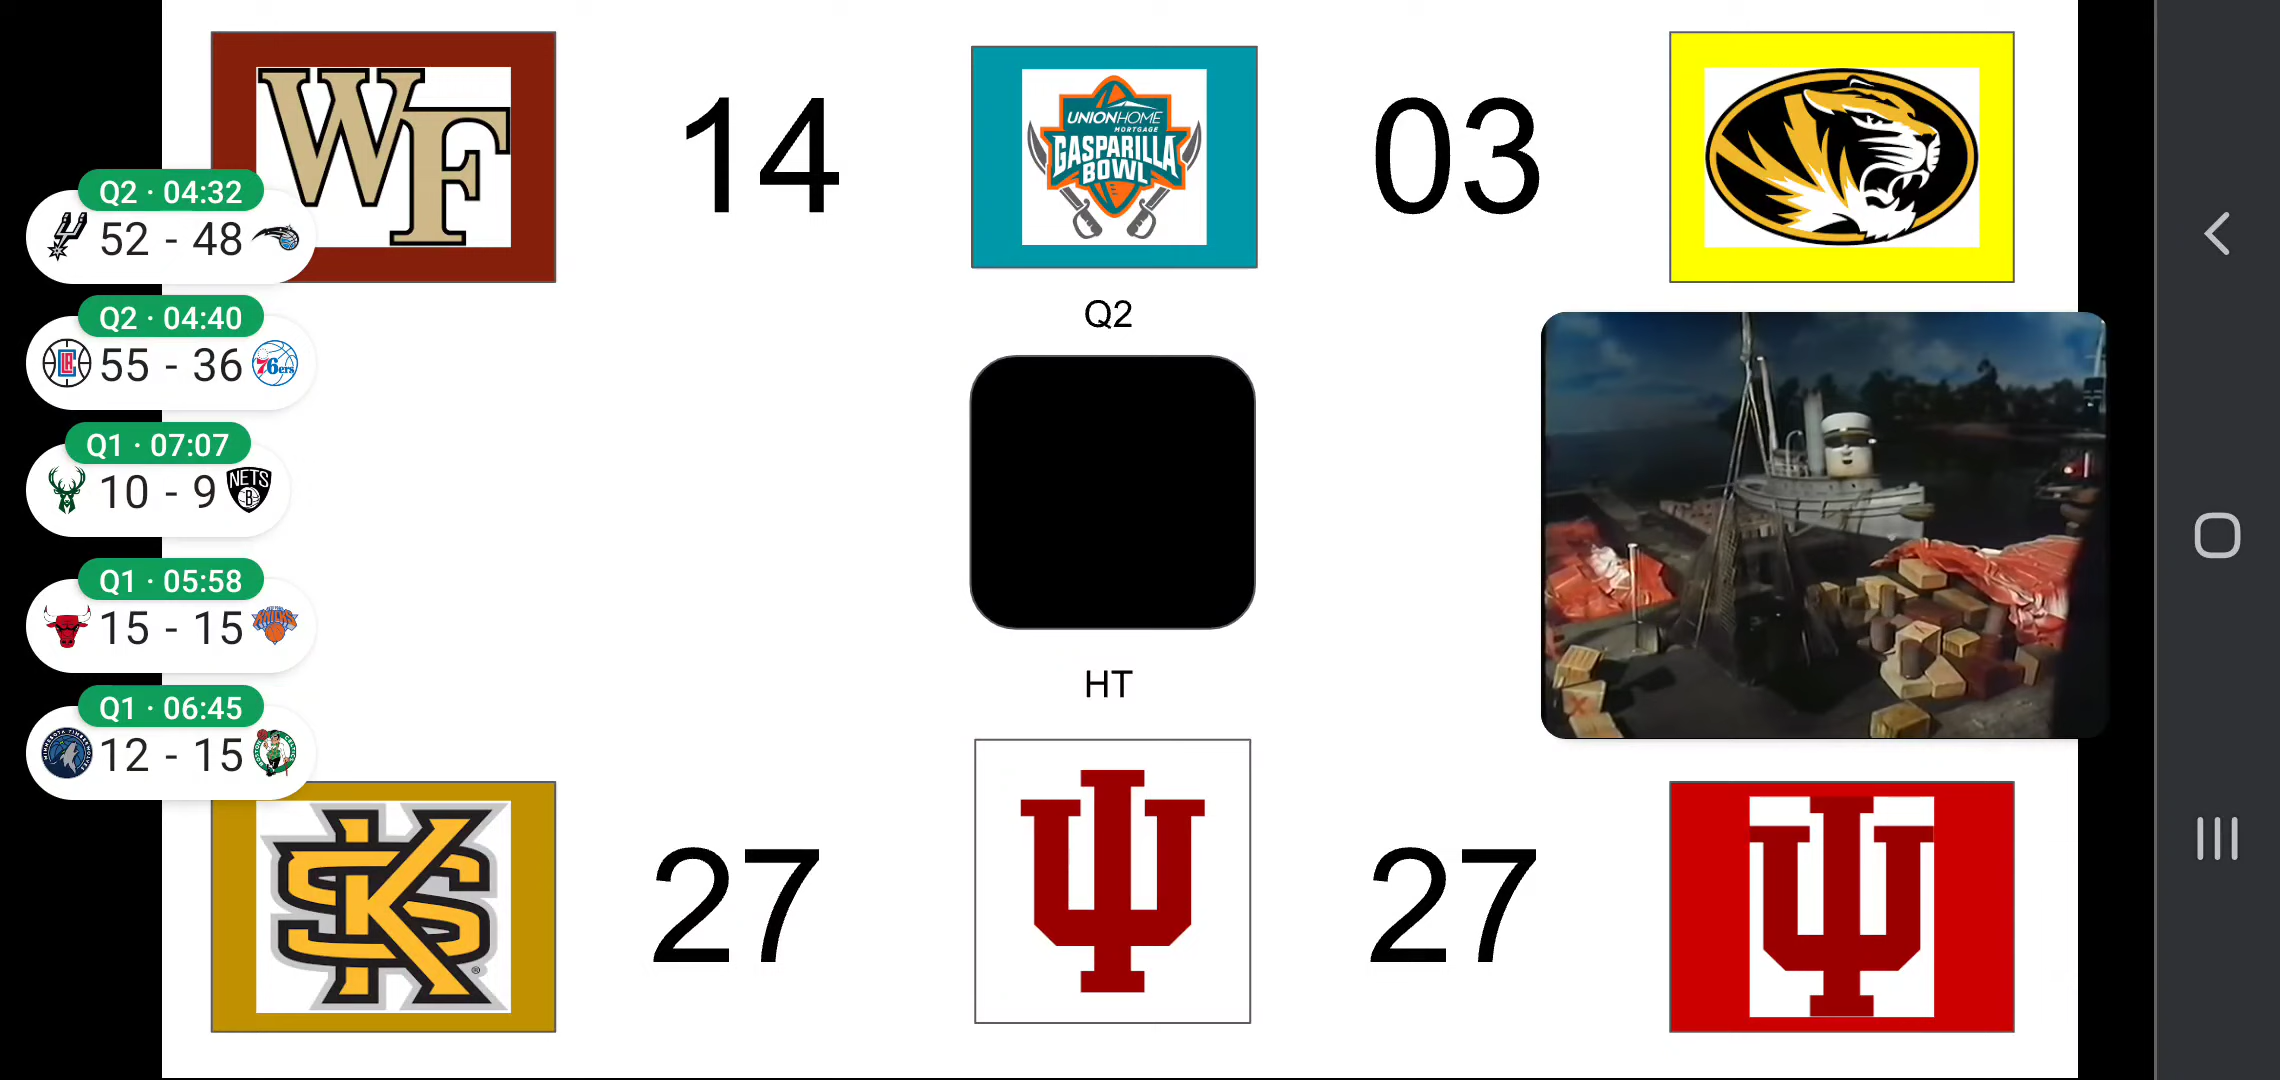 WF
14
UNIONHOME
MORTGAGE
GASPARILLA
BOWL
03
Q2 · 04:32
52 - 48
Q2
Q2 · 04:40
55 - 36
76ers
Q1 · 07:07
10 - 9
NETS
B
Q1 · 05:58
15 - 15
KNICKS
HT
Q1 · 06:45
12 - 15
KS
®
27
IU
27
IU